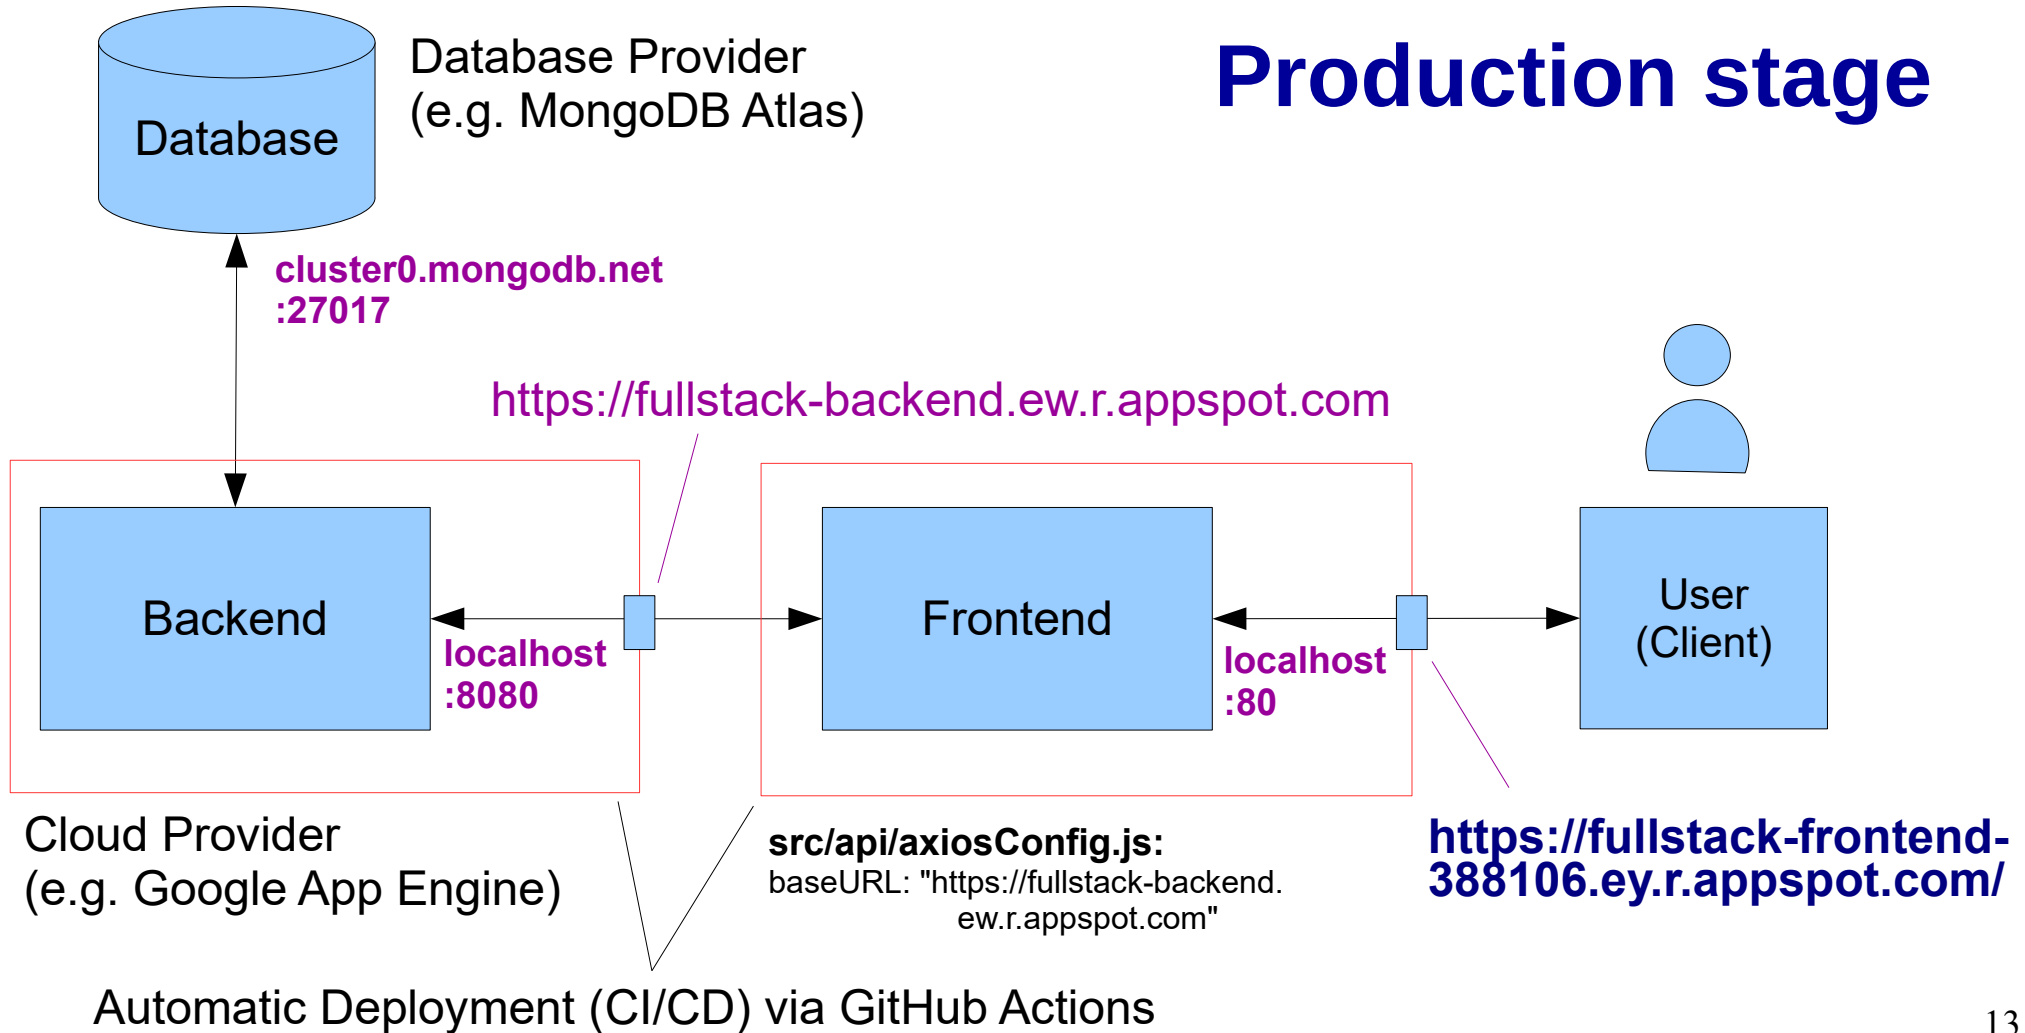 Production stage
Database Provider
(e.g. MongoDB Atlas)
Database
cluster0.mongodb.net
:27017
https://fullstack-backend.ew.r.appspot.com
Backend
localhost
:8080
Frontend
localhost
:80
User
(Client)
Cloud Provider
(e.g. Google App Engine)
src/api/axiosConfig.js:
baseURL: "https://fullstack-backend.
ew.r.appspot.com"
https://fullstack-frontend-
388106.ey.r.appspot.com/
Automatic Deployment (CI/CD) via GitHub Actions
13